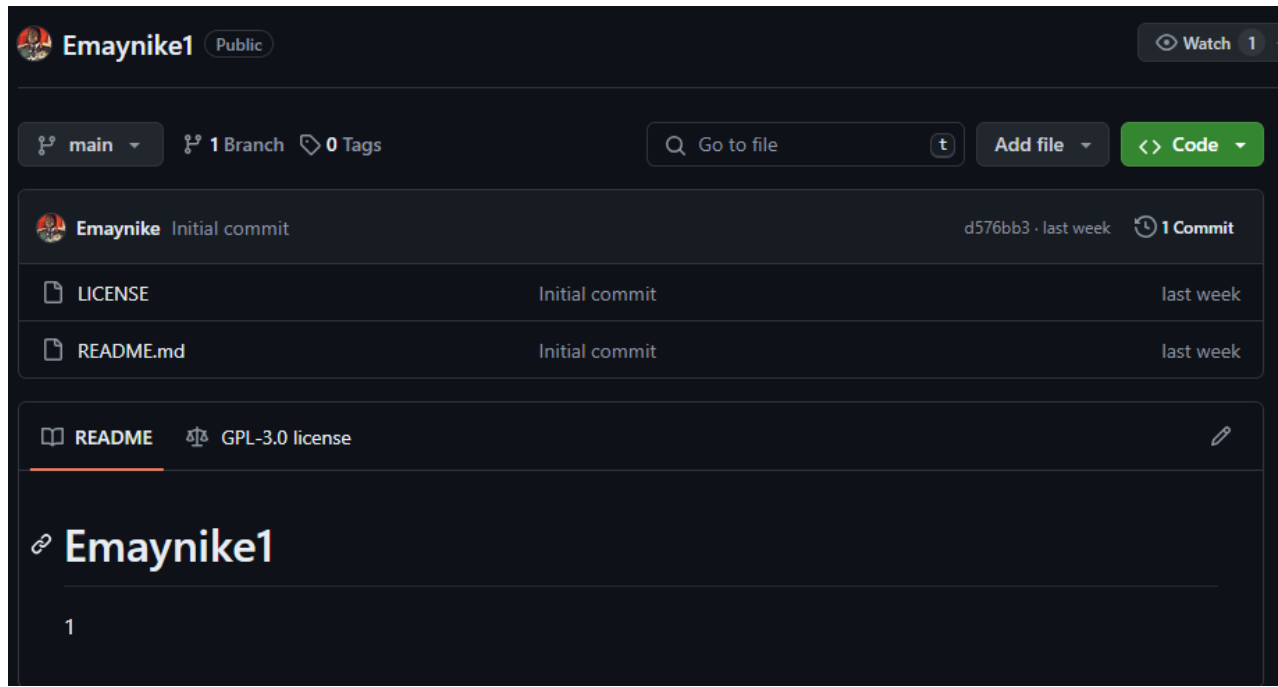 Emaynike1 Public Watch 1
main 1 Branch 0 Tags Go to file t Add file Code
Emaynike Initial commit d576bb3 · last week 1 Commit
LICENSE Initial commit last week
README.md Initial commit last week
README GPL-3.0 license
Emaynike1
1